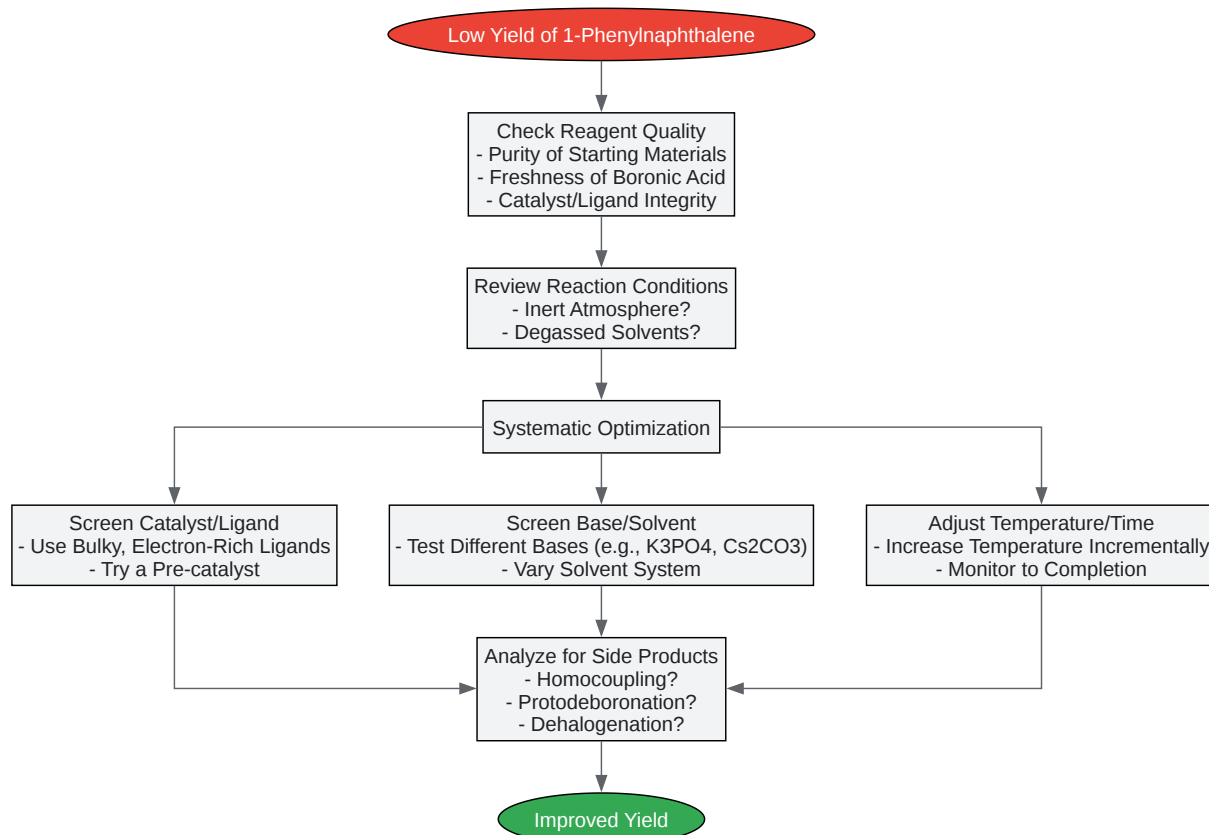 Low Yield of 1-Phenylnaphthalene
Check Reagent Quality
- Purity of Starting Materials
- Freshness of Boronic Acid
- Catalyst/Ligand Integrity
Review Reaction Conditions
- Inert Atmosphere?
- Degassed Solvents?
Systematic Optimization
Screen Catalyst/Ligand
- Use Bulky, Electron-Rich Ligands
- Try a Pre-catalyst
Screen Base/Solvent
- Test Different Bases (e.g., K3PO4, Cs2CO3)
- Vary Solvent System
Adjust Temperature/Time
- Increase Temperature Incrementally
- Monitor to Completion
Analyze for Side Products
- Homocoupling?
- Protodeboronation?
- Dehalogenation?
Improved Yield